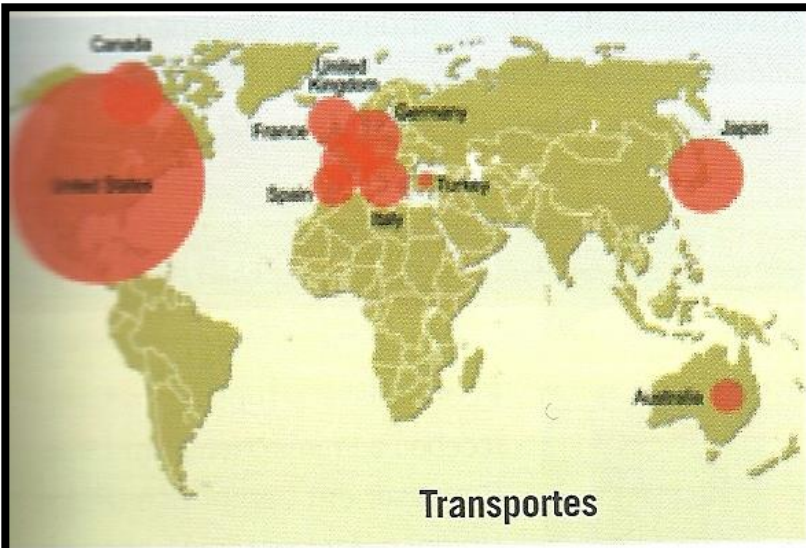 Canada
United
Kingdom
Germany
France
Japan
United States
Spain
Turkey
Italy
Australia
Transportes